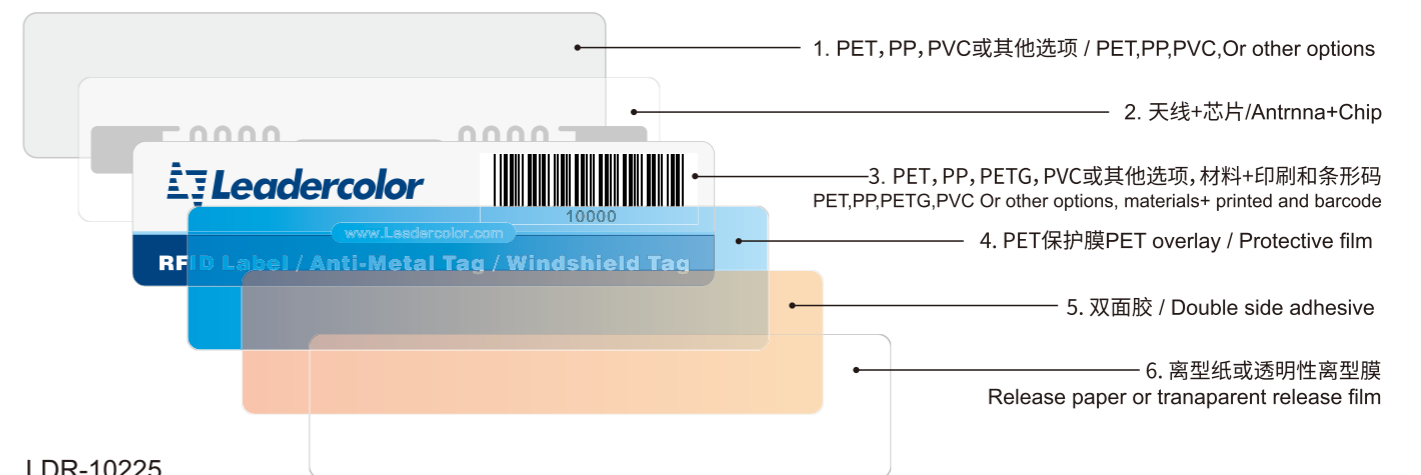 1. PET，PP，PVC或其他选项 / PET,PP,PVC,Or other options
2. 天线+芯片/Antrnna+Chip
Leadercolor
10000
3. PET，PP，PETG，PVC或其他选项，材料+印刷和条形码
PET,PP,PETG,PVC Or other options, materials+ printed and barcode
www.Leadercolor.com
4. PET保护膜PET overlay / Protective film
RFID Label / Anti-Metal Tag / Windshield Tag
5. 双面胶 / Double side adhesive
6. 离型纸或透明性离型膜
Release paper or tranaparent release film
LDR-10225